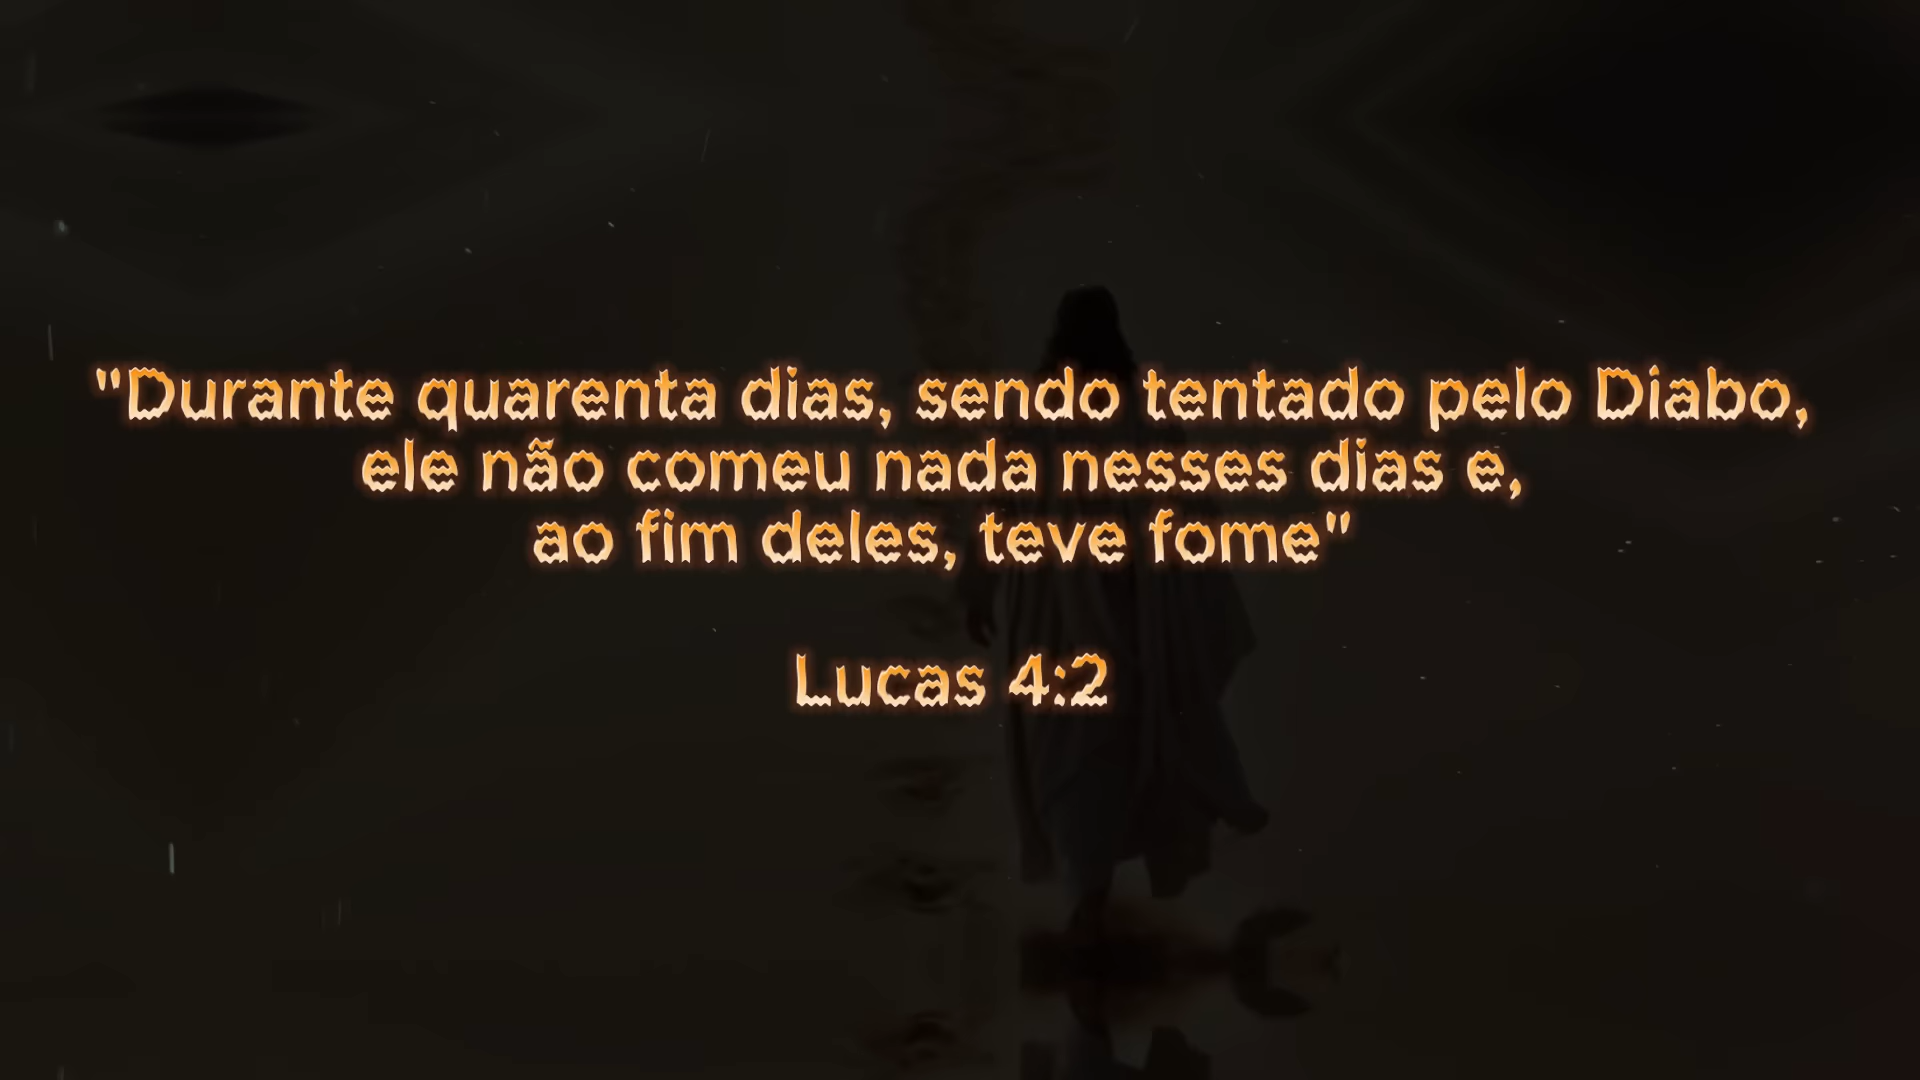 "Durante quarenta dias, sendo tentado pelo Diabo,
ele não comeu nada nesses dias e,
ao fim deles, teve fome"
Lucas 4:2